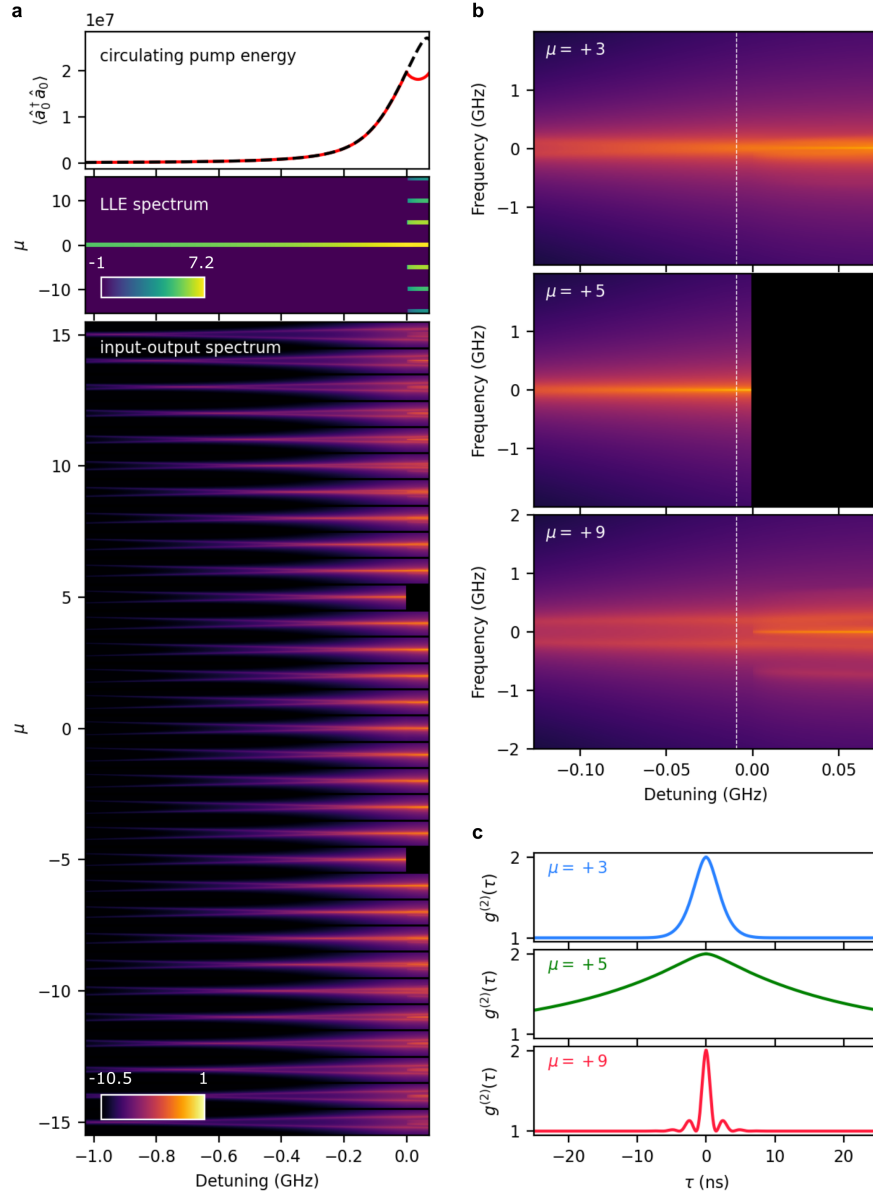 a
1e7
circulating pump energy
2
1
0
⟨â₀†â₀⟩
LLE spectrum
10
0
−10
μ
-1 7.2
input-output spectrum
15
10
5
0
−5
−10
−15
μ
-10.5 1
−1.0 −0.8 −0.6 −0.4 −0.2 0.0
Detuning (GHz)
b
μ = +3
1
0
−1
Frequency (GHz)
μ = +5
1
0
−1
Frequency (GHz)
μ = +9
2
1
0
−1
−2
Frequency (GHz)
−0.10 −0.05 0.00 0.05
Detuning (GHz)
c
μ = +3
2
1
g⁽²⁾(τ)
μ = +5
2
1
g⁽²⁾(τ)
μ = +9
2
1
g⁽²⁾(τ)
−20 −10 0 10 20
τ (ns)